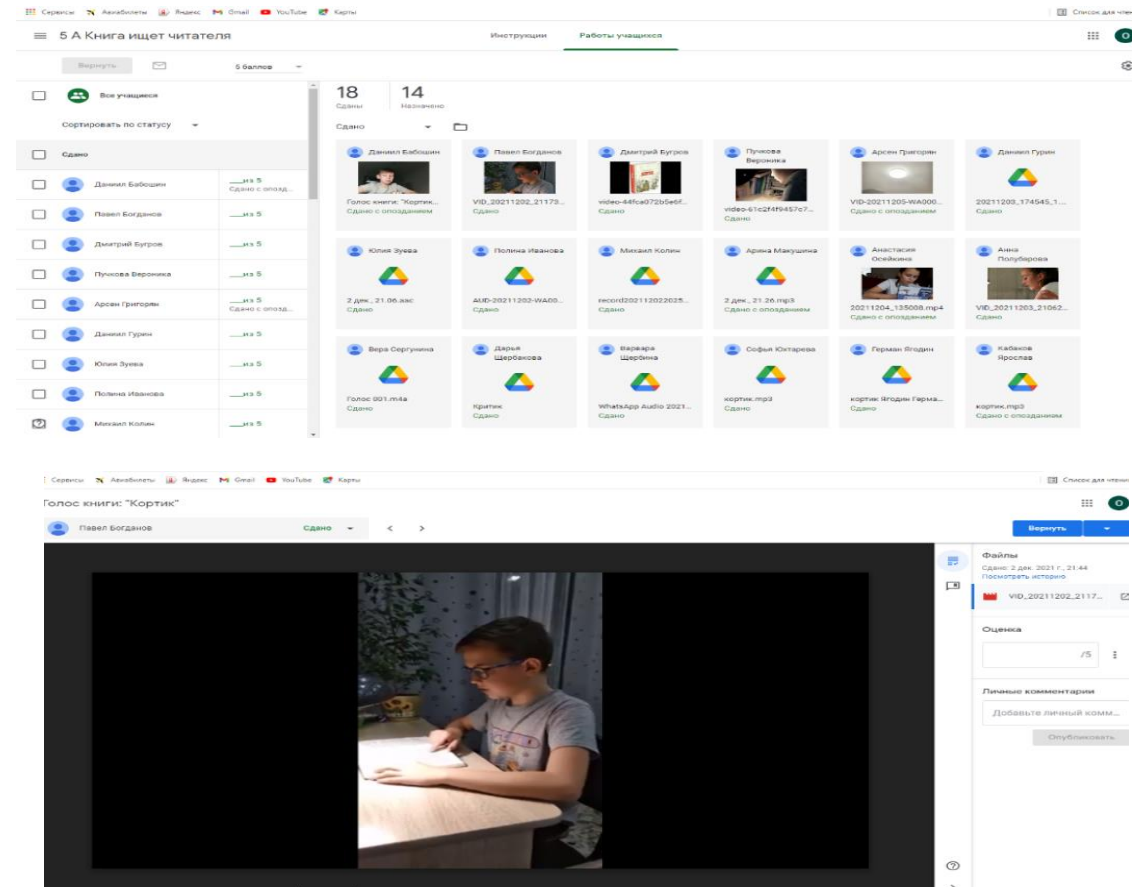 Сервисы Авиабилеты Яндекс Gmail YouTube Карты Список для чтен
5 А Книга ищет читателя Инструкции Работы учащихся О
Вернуть 5 баллов
Все учащиеся
Сортировать по статусу
Сдано
Даниил Бабошин __из 5
Сдано с опозд...
Павел Богданов __из 5
Дмитрий Бугров __из 5
Пучкова Вероника __из 5
Арсен Григорян __из 5
Сдано с опозд...
Даниил Гурин __из 5
Юлия Зуева __из 5
Полина Иванова __из 5
Михаил Колин __из 5
18 14
Сданы Назначено
Сдано
Даниил Бабошин
Голос книги: "Кортик...
Сдано с опозданием
Павел Богданов
VID_20211202_21173...
Сдано
Дмитрий Бугров
video-44fca072b5e6f...
Сдано
Пучкова
Вероника
video-61c2f4f9457c7...
Сдано
Арсен Григорян
VID-20211205-WA000...
Сдано с опозданием
Даниил Гурин
20211203_174545_1...
Сдано
Юлия Зуева
2 дек., 21.06.aac
Сдано
Полина Иванова
AUD-20211202-WA00...
Сдано
Михаил Колин
record202112022025...
Сдано
Арина Макушина
2 дек., 21.26.mp3
Сдано с опозданием
Анастасия
Осейкина
20211204_135008.mp4
Сдано с опозданием
Анна
Полубарова
VID_20211203_21062...
Сдано
Вера Сергунина
Голос 001.m4a
Сдано
Дарья
Щербакова
Критик
Сдано
Варвара
Щербина
WhatsApp Audio 2021...
Сдано
Софья Юхтарева
кортик.mp3
Сдано
Герман Ягодин
кортик Ягодин Герма...
Сдано
Кабаков
Ярослав
кортик.mp3
Сдано с опозданием
Сервисы Авиабилеты Яндекс Gmail YouTube Карты Список для чтени
Голос книги: "Кортик" О
Павел Богданов Сдано Вернуть
Файлы
Сдано: 2 дек. 2021 г., 21:44
Посмотреть историю
VID_20211202_2117...
Оценка
/5
Личные комментарии
Добавьте личный комм...
Опубликовать